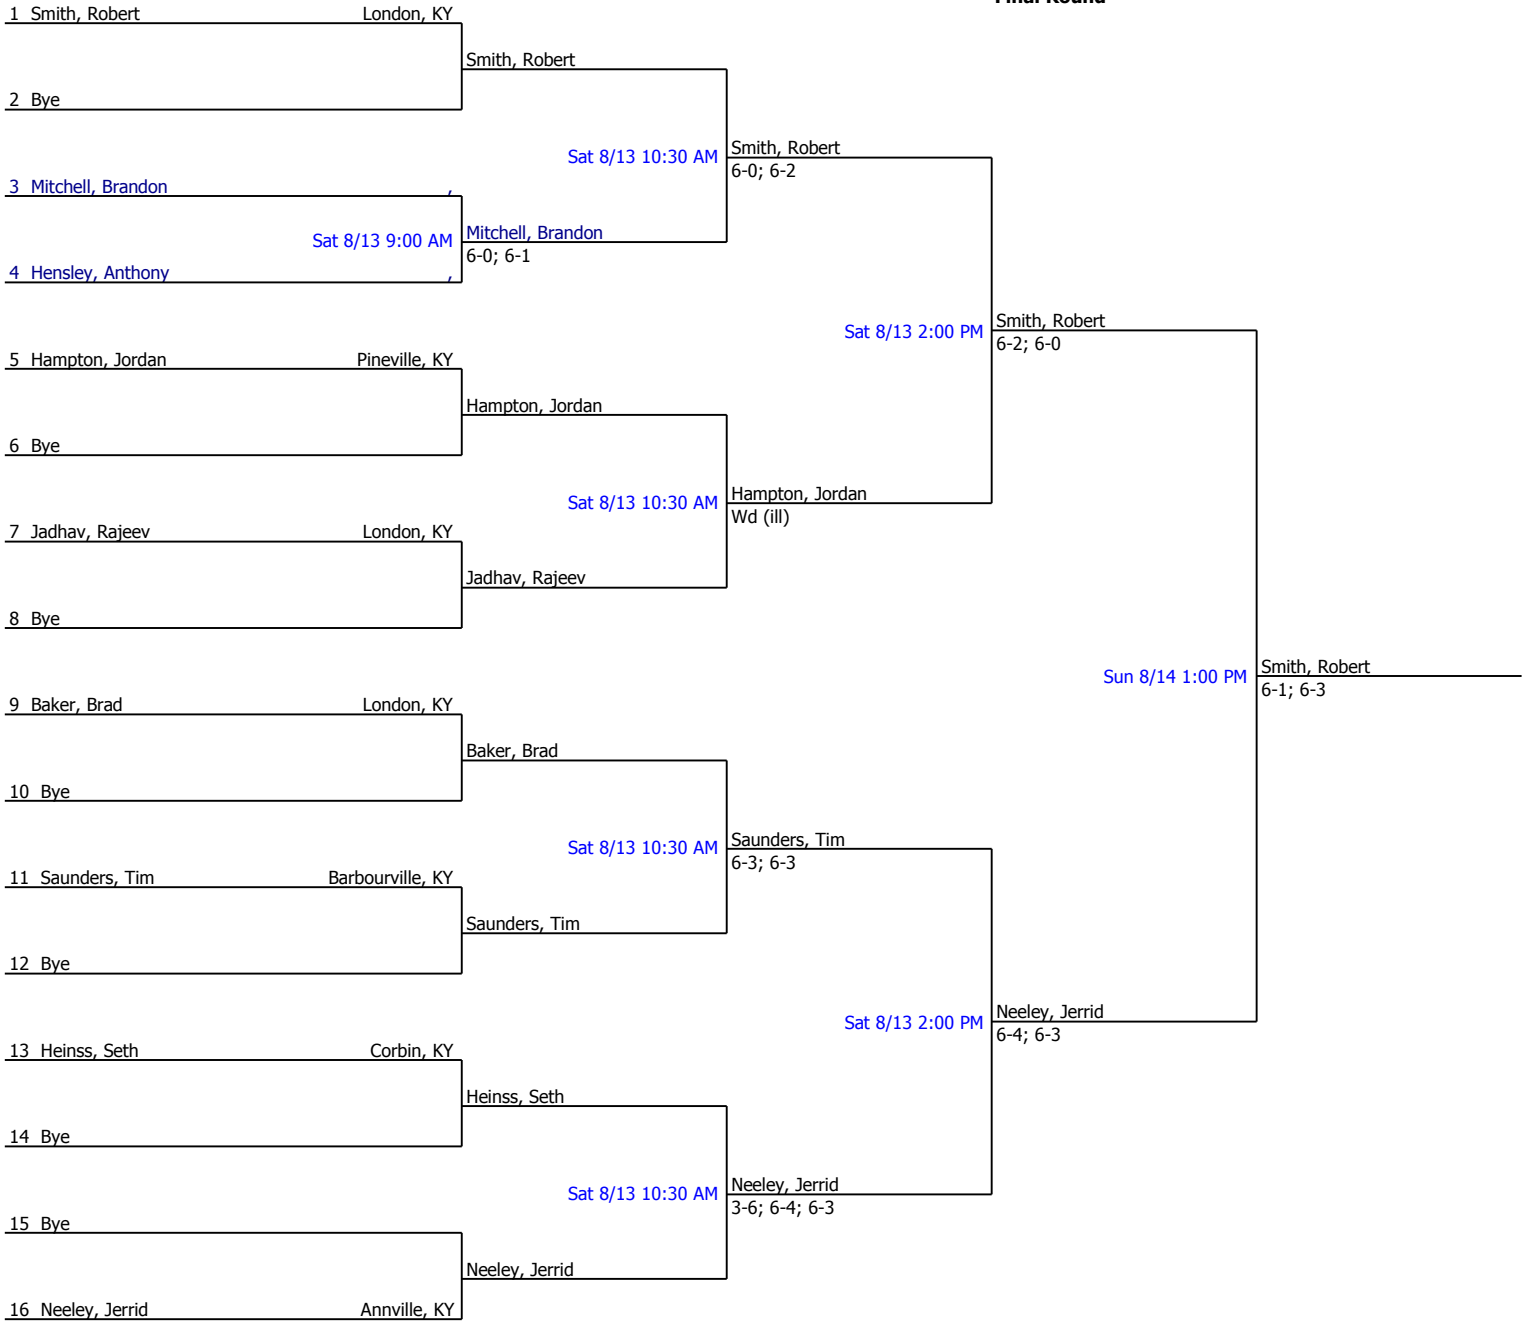 Final Round
1 Smith, Robert London, KY
Smith, Robert
2 Bye
Sat 8/13 10:30 AM
Smith, Robert
6-0; 6-2
3 Mitchell, Brandon ,
Sat 8/13 9:00 AM
Mitchell, Brandon
6-0; 6-1
4 Hensley, Anthony ,
Sat 8/13 2:00 PM
Smith, Robert
6-2; 6-0
5 Hampton, Jordan Pineville, KY
Hampton, Jordan
6 Bye
Sat 8/13 10:30 AM
Hampton, Jordan
Wd (ill)
7 Jadhav, Rajeev London, KY
Jadhav, Rajeev
8 Bye
Sun 8/14 1:00 PM
Smith, Robert
6-1; 6-3
9 Baker, Brad London, KY
Baker, Brad
10 Bye
Sat 8/13 10:30 AM
Saunders, Tim
6-3; 6-3
11 Saunders, Tim Barbourville, KY
Saunders, Tim
12 Bye
Sat 8/13 2:00 PM
Neeley, Jerrid
6-4; 6-3
13 Heinss, Seth Corbin, KY
Heinss, Seth
14 Bye
Sat 8/13 10:30 AM
Neeley, Jerrid
3-6; 6-4; 6-3
15 Bye
Neeley, Jerrid
16 Neeley, Jerrid Annville, KY